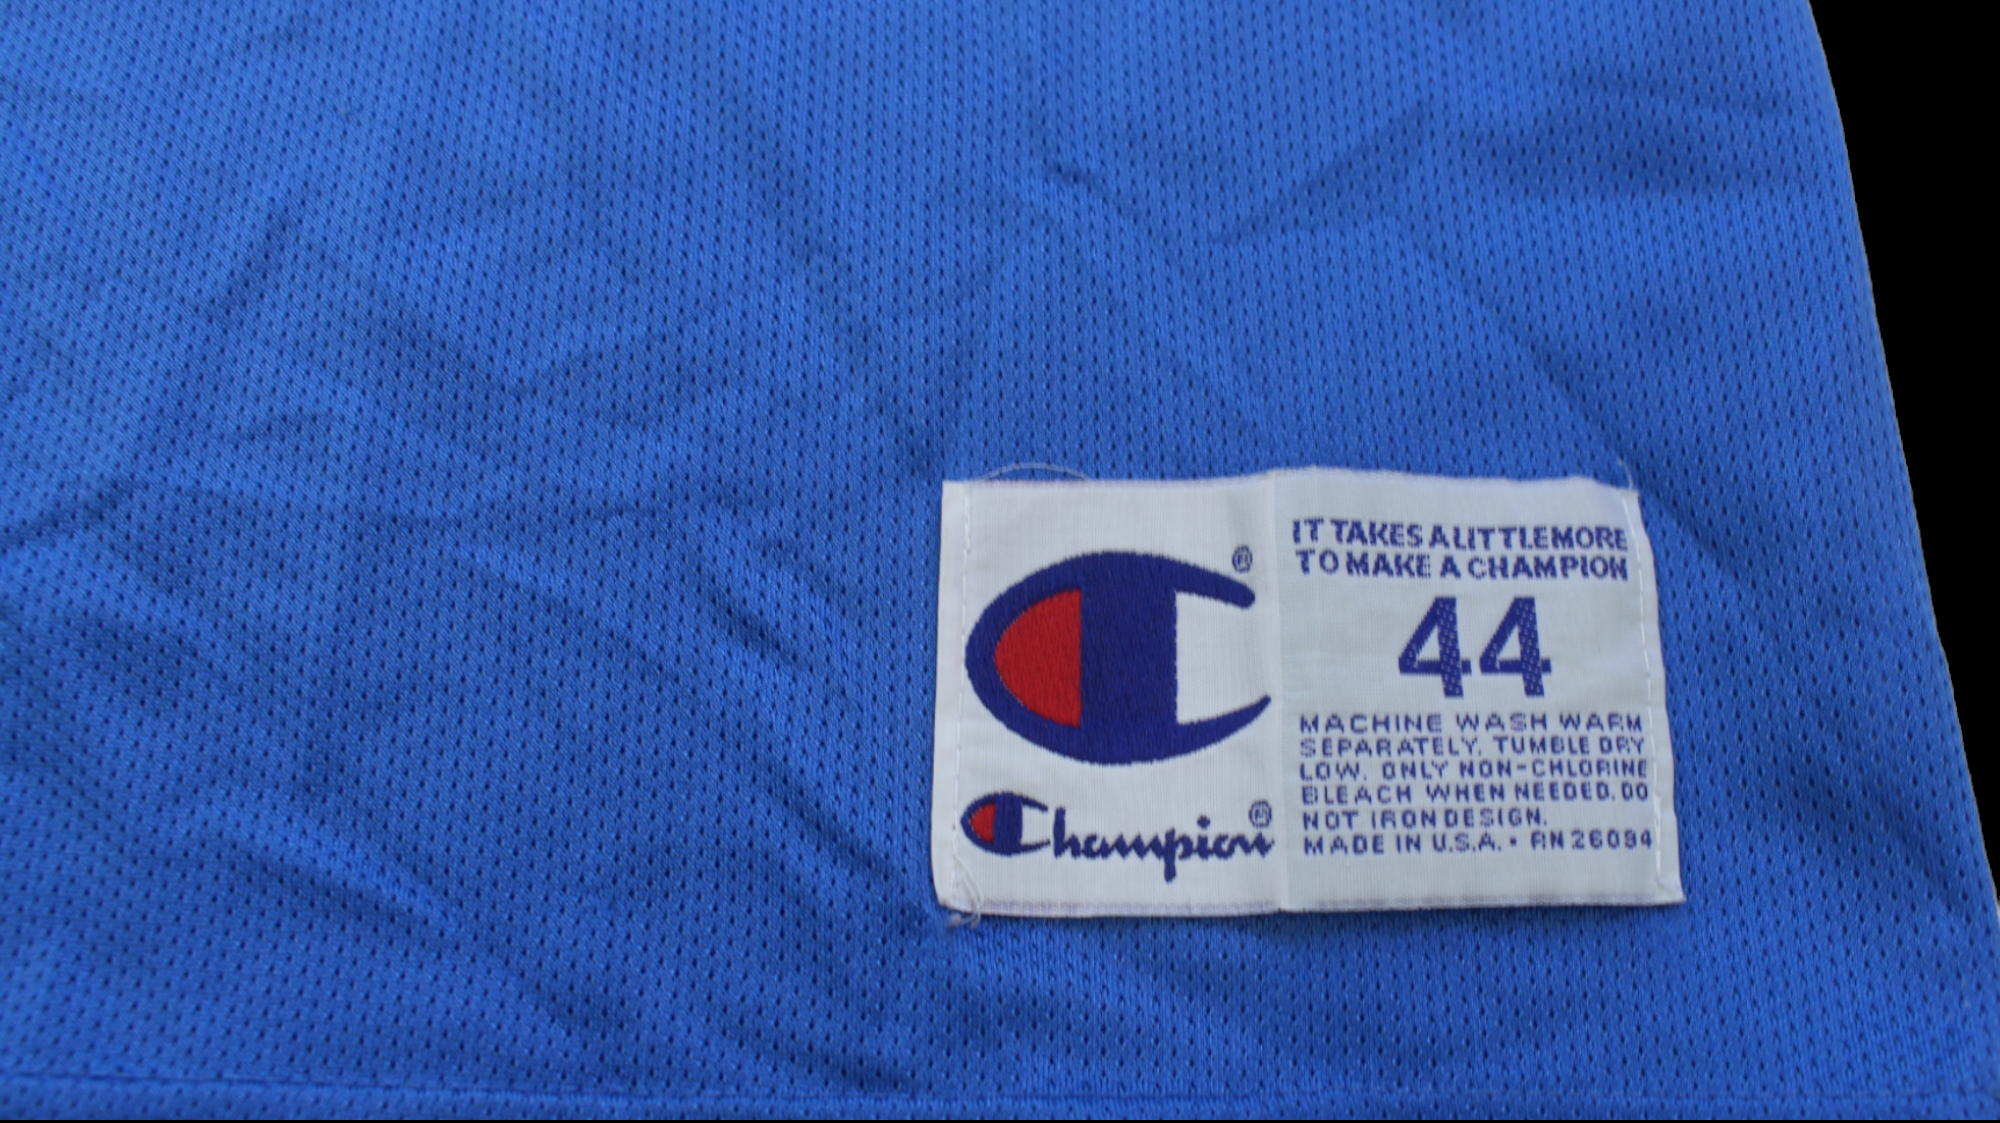 IT TAKES A LITTLE MORE
TO MAKE A CHAMPION
44
MACHINE WASH WARM
SEPARATELY. TUMBLE DRY
LOW. ONLY NON-CHLORINE
BLEACH WHEN NEEDED. DO
NOT IRON DESIGN.
MADE IN U.S.A. • RN 26094
®
Champion®